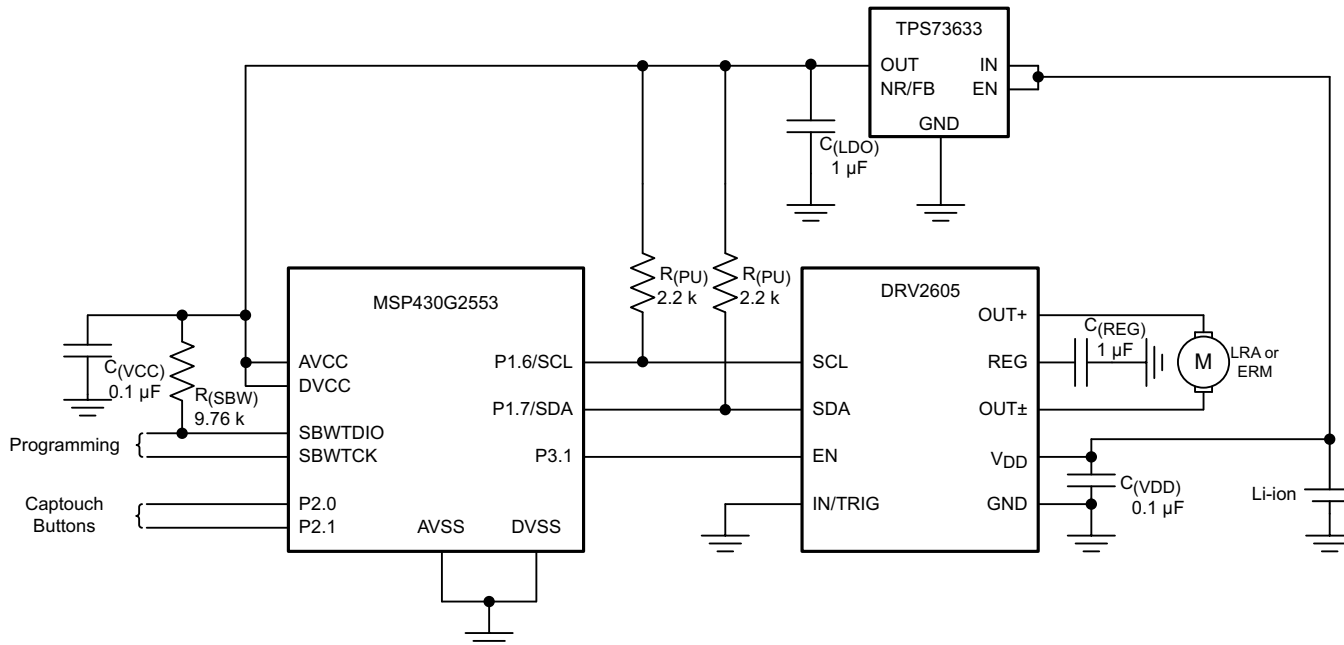 TPS73633
OUT
IN
NR/FB
EN
GND
C(LDO)
1 µF
MSP430G2553
R(PU)
2.2 k
R(PU)
2.2 k
DRV2605
C(VCC)
0.1 µF
R(SBW)
9.76 k
AVCC
DVCC
SBWTDIO
SBWTCK
P2.0
P2.1
AVSS
DVSS
P1.6/SCL
P1.7/SDA
P3.1
Programming
Captouch
Buttons
SCL
SDA
EN
IN/TRIG
OUT+
REG
OUT±
VDD
GND
C(REG)
1 µF
M
LRA or
ERM
C(VDD)
0.1 µF
Li-ion